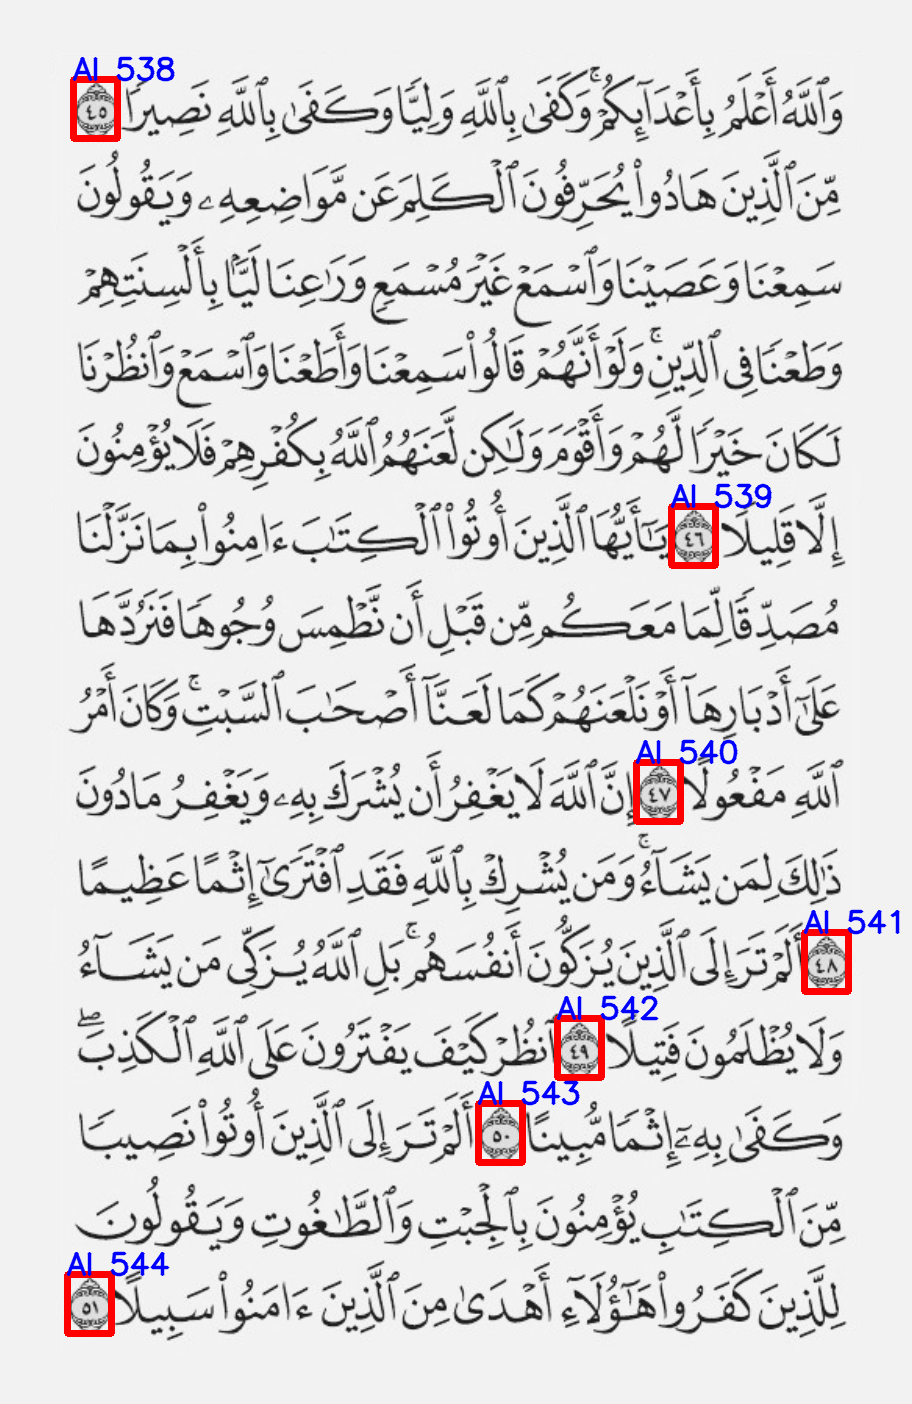 AI 538
وَٱللَّهُ أَعْلَمُ بِأَعْدَآئِكُمْۚ وَكَفَىٰ بِٱللَّهِ وَلِيًّا وَكَفَىٰ بِٱللَّهِ نَصِيرًا ٤٥
مِّنَ ٱلَّذِينَ هَادُوا۟ يُحَرِّفُونَ ٱلْكَلِمَ عَن مَّوَاضِعِهِۦ وَيَقُولُونَ
سَمِعْنَا وَعَصَيْنَا وَٱسْمَعْ غَيْرَ مُسْمَعٍ وَرَٰعِنَا لَيًّۢا بِأَلْسِنَتِهِمْ
وَطَعْنًا فِى ٱلدِّينِۚ وَلَوْ أَنَّهُمْ قَالُوا۟ سَمِعْنَا وَأَطَعْنَا وَٱسْمَعْ وَٱنظُرْنَا
لَكَانَ خَيْرًا لَّهُمْ وَأَقْوَمَ وَلَٰكِن لَّعَنَهُمُ ٱللَّهُ بِكُفْرِهِمْ فَلَا يُؤْمِنُونَ
AI 539
إِلَّا قَلِيلًا ٤٦ يَٰٓأَيُّهَا ٱلَّذِينَ أُوتُوا۟ ٱلْكِتَٰبَ ءَامِنُوا۟ بِمَا نَزَّلْنَا
مُصَدِّقًا لِّمَا مَعَكُم مِّن قَبْلِ أَن نَّطْمِسَ وُجُوهًا فَنَرُدَّهَا
عَلَىٰٓ أَدْبَارِهَآ أَوْ نَلْعَنَهُمْ كَمَا لَعَنَّآ أَصْحَٰبَ ٱلسَّبْتِۚ وَكَانَ أَمْرُ
AI 540
ٱللَّهِ مَفْعُولًا ٤٧ إِنَّ ٱللَّهَ لَا يَغْفِرُ أَن يُشْرَكَ بِهِۦ وَيَغْفِرُ مَا دُونَ
ذَٰلِكَ لِمَن يَشَآءُۚ وَمَن يُشْرِكْ بِٱللَّهِ فَقَدِ ٱفْتَرَىٰٓ إِثْمًا عَظِيمًا
AI 541
٤٨ أَلَمْ تَرَ إِلَى ٱلَّذِينَ يُزَكُّونَ أَنفُسَهُمۚ بَلِ ٱللَّهُ يُزَكِّى مَن يَشَآءُ
AI 542
وَلَا يُظْلَمُونَ فَتِيلًا ٤٩ ٱنظُرْ كَيْفَ يَفْتَرُونَ عَلَى ٱللَّهِ ٱلْكَذِبَۖ
AI 543
وَكَفَىٰ بِهِۦٓ إِثْمًا مُّبِينًا ٥٠ أَلَمْ تَرَ إِلَى ٱلَّذِينَ أُوتُوا۟ نَصِيبًا
مِّنَ ٱلْكِتَٰبِ يُؤْمِنُونَ بِٱلْجِبْتِ وَٱلطَّٰغُوتِ وَيَقُولُونَ
AI 544
لِلَّذِينَ كَفَرُوا۟ هَٰٓؤُلَآءِ أَهْدَىٰ مِنَ ٱلَّذِينَ ءَامَنُوا۟ سَبِيلًا ٥١